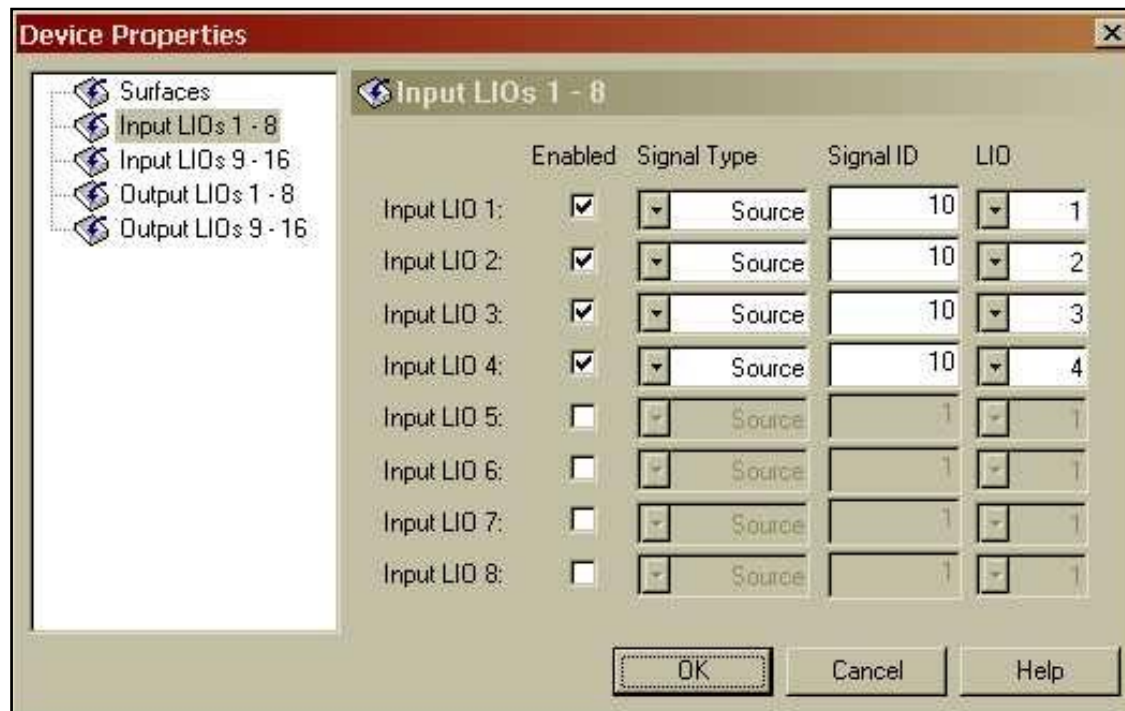 Device Properties
Surfaces
Input LIOs 1 - 8
Input LIOs 9 - 16
Output LIOs 1 - 8
Output LIOs 9 - 16
Input LIOs 1 - 8
Enabled Signal Type Signal ID LIO
Input LIO 1: Source 10 1
Input LIO 2: Source 10 2
Input LIO 3: Source 10 3
Input LIO 4: Source 10 4
Input LIO 5: Source 1 1
Input LIO 6: Source 1 1
Input LIO 7: Source 1 1
Input LIO 8: Source 1 1
OK Cancel Help